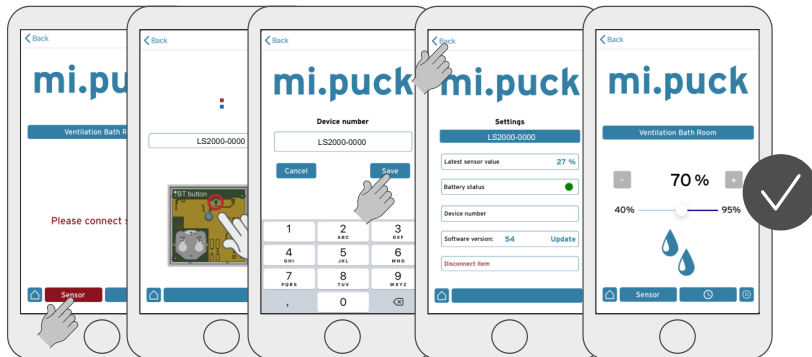 Back
mi.pu
Ventilation Bath R
Please connect s
Sensor
Back
LS2000-0000
BT button
Back
mi.puck
Device number
LS2000-0000
Cancel
Save
1
2
ABC
3
DEF
4
GHI
5
JKL
6
MNO
7
PQRS
8
TUV
9
WXYZ
,
0
Back
mi.puck
Settings
LS2000-0000
Latest sensor value 27 %
Battery status
Device number
Software version: 54 Update
Disconnect item
Back
mi.puck
Ventilation Bath Room
-
70 %
+
40%
95%
Sensor